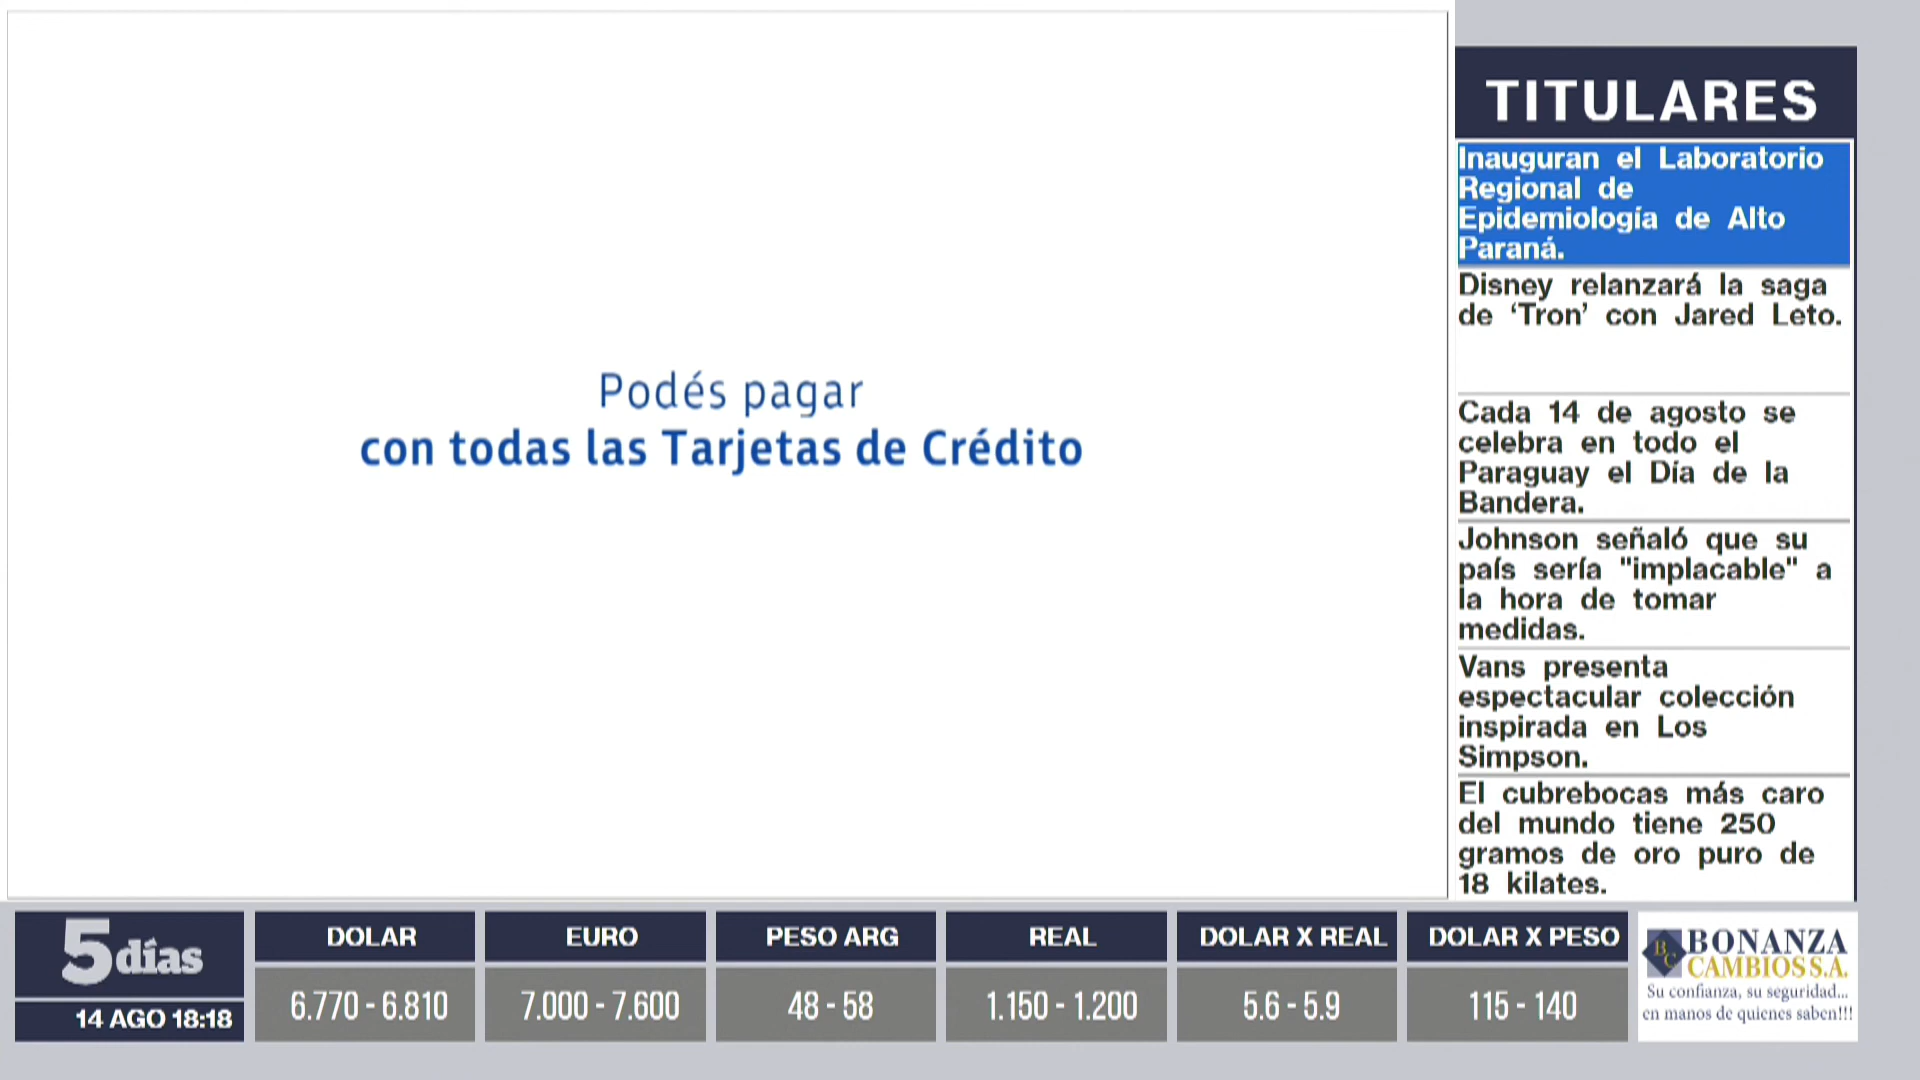 Podés pagar
con todas las Tarjetas de Crédito
TITULARES
Inauguran el Laboratorio
Regional de
Epidemiología de Alto
Paraná.
Disney relanzará la saga
de ‘Tron’ con Jared Leto.
Cada 14 de agosto se
celebra en todo el
Paraguay el Día de la
Bandera.
Johnson señaló que su
país sería "implacable" a
la hora de tomar
medidas.
Vans presenta
espectacular colección
inspirada en Los
Simpson.
El cubrebocas más caro
del mundo tiene 250
gramos de oro puro de
18 kilates.
5días
14 AGO 18:18
DOLAR
6.770 - 6.810
EURO
7.000 - 7.600
PESO ARG
48 - 58
REAL
1.150 - 1.200
DOLAR X REAL
5.6 - 5.9
DOLAR X PESO
115 - 140
BC
BONANZA
CAMBIOS S.A.
Su confianza, su seguridad...
en manos de quienes saben!!!